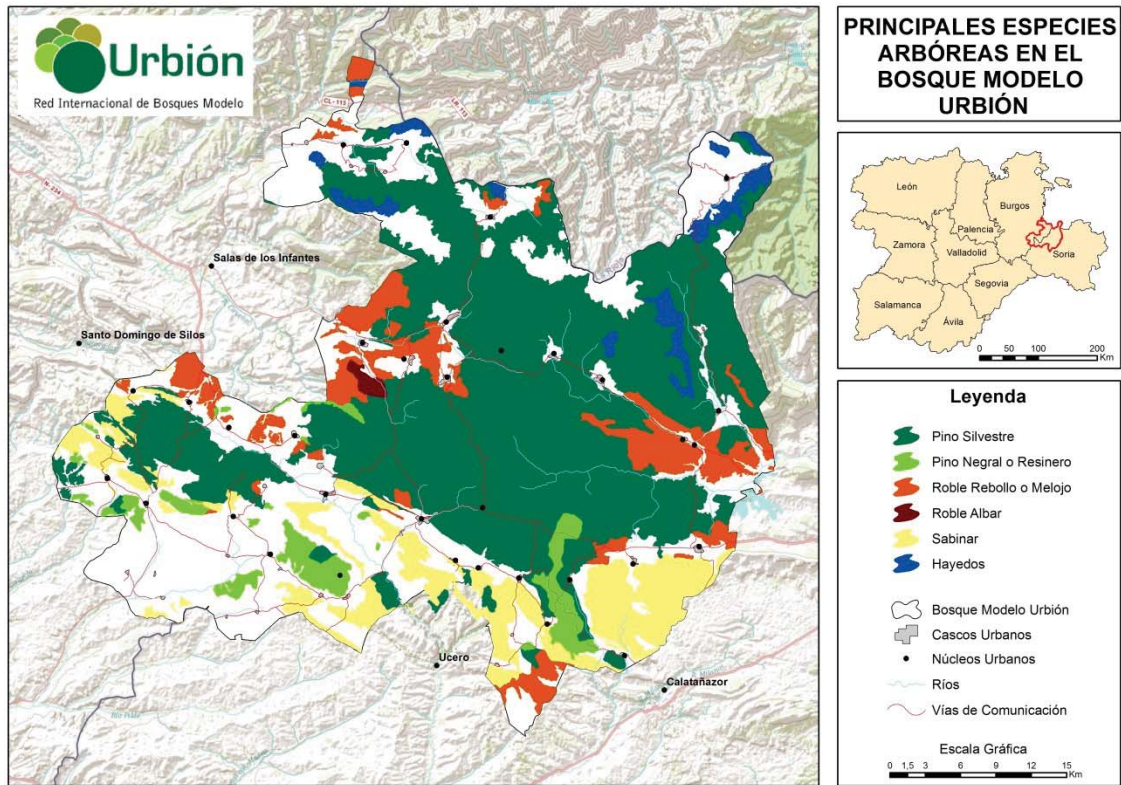 Urbión
Red Internacional de Bosques Modelo
CL-113
LR-113
N-234
Salas de los Infantes
Santo Domingo de Silos
Ucero
Calatañazor
PRINCIPALES ESPECIES
ARBÓREAS EN EL
BOSQUE MODELO
URBIÓN
León
Burgos
Palencia
Zamora
Valladolid
Soria
Segovia
Salamanca
Ávila
0 50 100 200
Km
Leyenda
Pino Silvestre
Pino Negral o Resinero
Roble Rebollo o Melojo
Roble Albar
Sabinar
Hayedos
Bosque Modelo Urbión
Cascos Urbanos
Núcleos Urbanos
Ríos
Vías de Comunicación
Escala Gráfica
0 1,5 3 6 9 12 15
Km